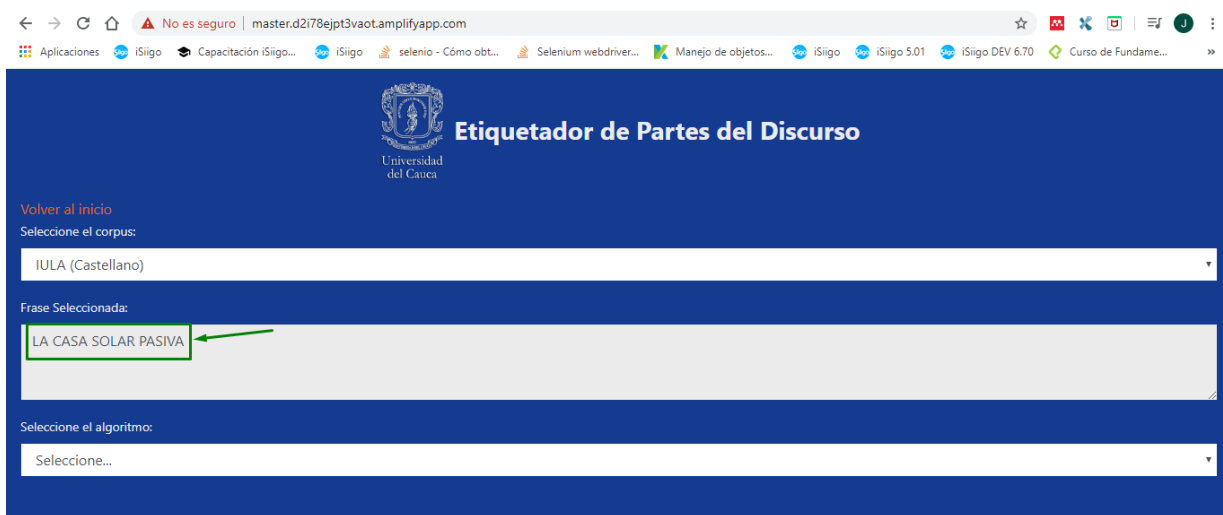 No es seguro | master.d2i78ejpt3vaot.amplifyapp.com J
Aplicaciones iSiigo Capacitación iSiigo... iSiigo selenio - Cómo obt... Selenium webdriver... Manejo de objetos... iSiigo iSiigo 5.01 iSiigo DEV 6.70 Curso de Fundame... »
Etiquetador de Partes del Discurso
Universidad
del Cauca
Volver al inicio
Seleccione el corpus:
IULA (Castellano)
Frase Seleccionada:
LA CASA SOLAR PASIVA
Seleccione el algoritmo:
Seleccione...